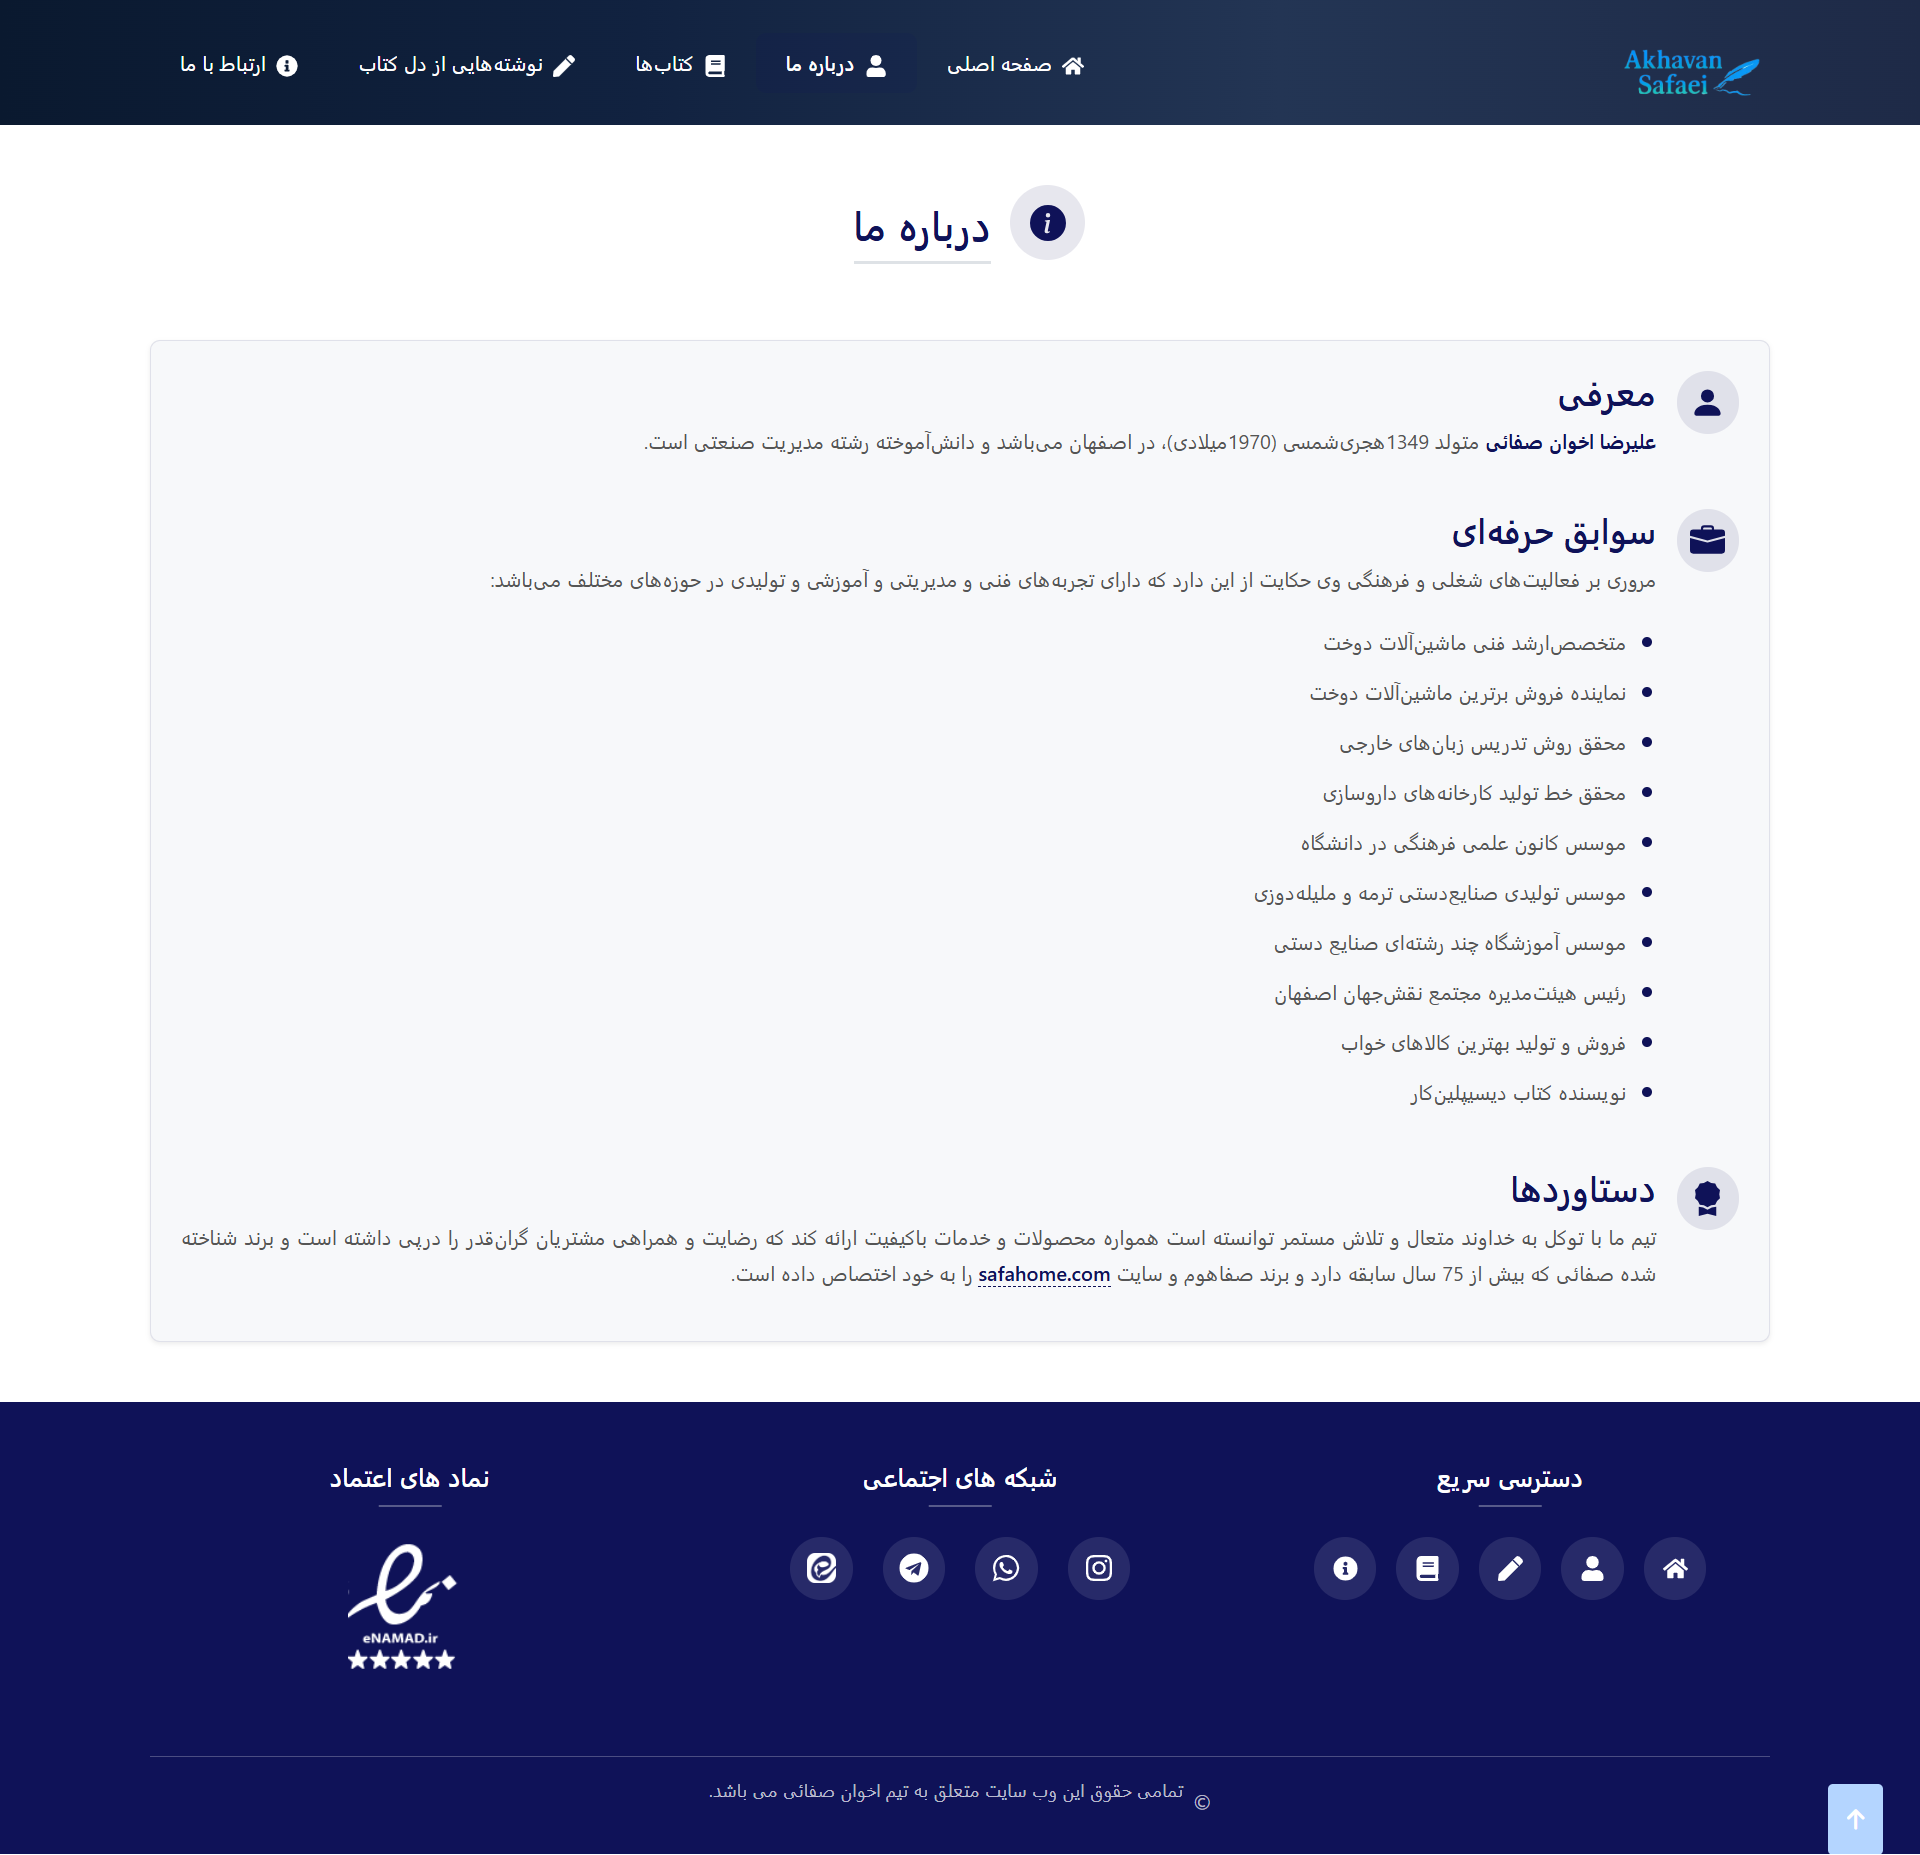 Akhavan
Safaei
صفحه اصلی
درباره ما
کتاب‌ها
نوشته‌هایی از دل کتاب
ارتباط با ما
درباره ما
معرفی
علیرضا اخوان صفائی متولد 1349هجری‌شمسی (1970میلادی)، در اصفهان می‌باشد و دانش‌آموخته رشته مدیریت صنعتی است.
سوابق حرفه‌ای
مروری بر فعالیت‌های شغلی و فرهنگی وی حکایت از این دارد که دارای تجربه‌های فنی و مدیریتی و آموزشی و تولیدی در حوزه‌های مختلف می‌باشد:
متخصص‌ارشد فنی ماشین‌آلات دوخت
نماینده فروش برترین ماشین‌آلات دوخت
محقق روش تدریس زبان‌های خارجی
محقق خط تولید کارخانه‌های داروسازی
موسس کانون علمی فرهنگی در دانشگاه
موسس تولیدی صنایع‌دستی ترمه و ملیله‌دوزی
موسس آموزشگاه چند رشته‌ای صنایع دستی
رئیس هیئت‌مدیره مجتمع نقش‌جهان اصفهان
فروش و تولید بهترین کالاهای خواب
نویسنده کتاب دیسیپلین‌کار
دستاوردها
تیم ما با توکل به خداوند متعال و تلاش مستمر توانسته است همواره محصولات و خدمات باکیفیت ارائه کند که رضایت و همراهی مشتریان گران‌قدر را درپی داشته است و برند شناخته
شده صفائی که بیش از 75 سال سابقه دارد و برند صفاهوم و سایت safahome.com را به خود اختصاص داده است.
دسترسی سریع
شبکه های اجتماعی
نماد های اعتماد
eNAMAD.ir
© تمامی حقوق این وب سایت متعلق به تیم اخوان صفائی می باشد.